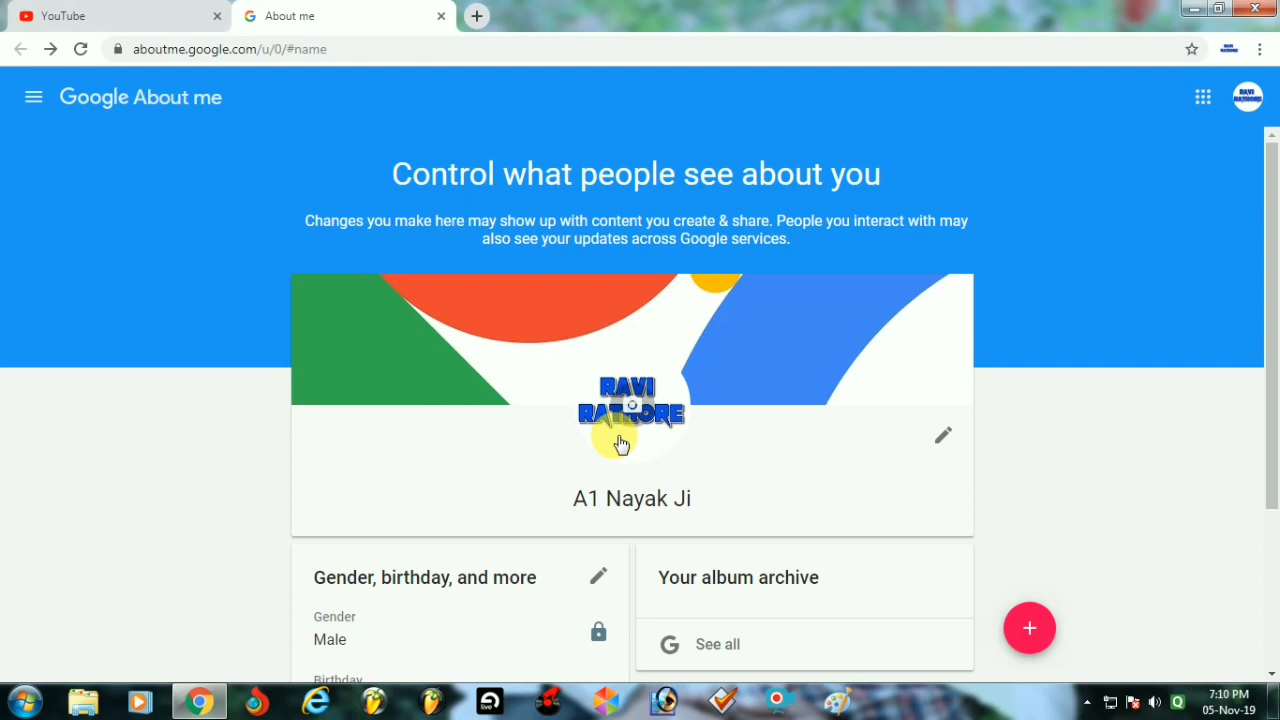 YouTube
About me
aboutme.google.com/u/0/#name
Google About me
RAVI
RATHORE
Control what people see about you
Changes you make here may show up with content you create & share. People you interact with may
also see your updates across Google services.
RAVI
RATHORE
A1 Nayak Ji
Gender, birthday, and more
Gender
Male
Birthday
Your album archive
See all
live
7:10 PM
05-Nov-19